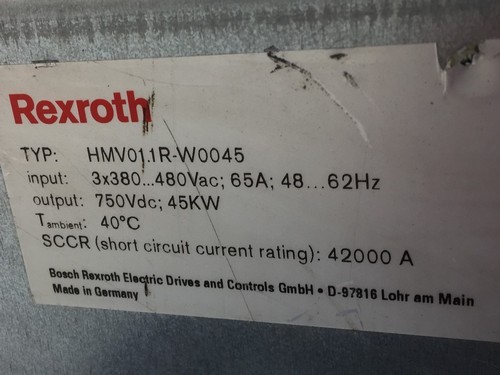 Rexroth
TYP: HMV01.1R-W0045
input: 3x380...480Vac; 65A; 48...62Hz
output: 750Vdc; 45KW
Tambient: 40°C
SCCR (short circuit current rating): 42000 A
Bosch Rexroth Electric Drives and Controls GmbH • D-97816 Lohr am Main
Made in Germany